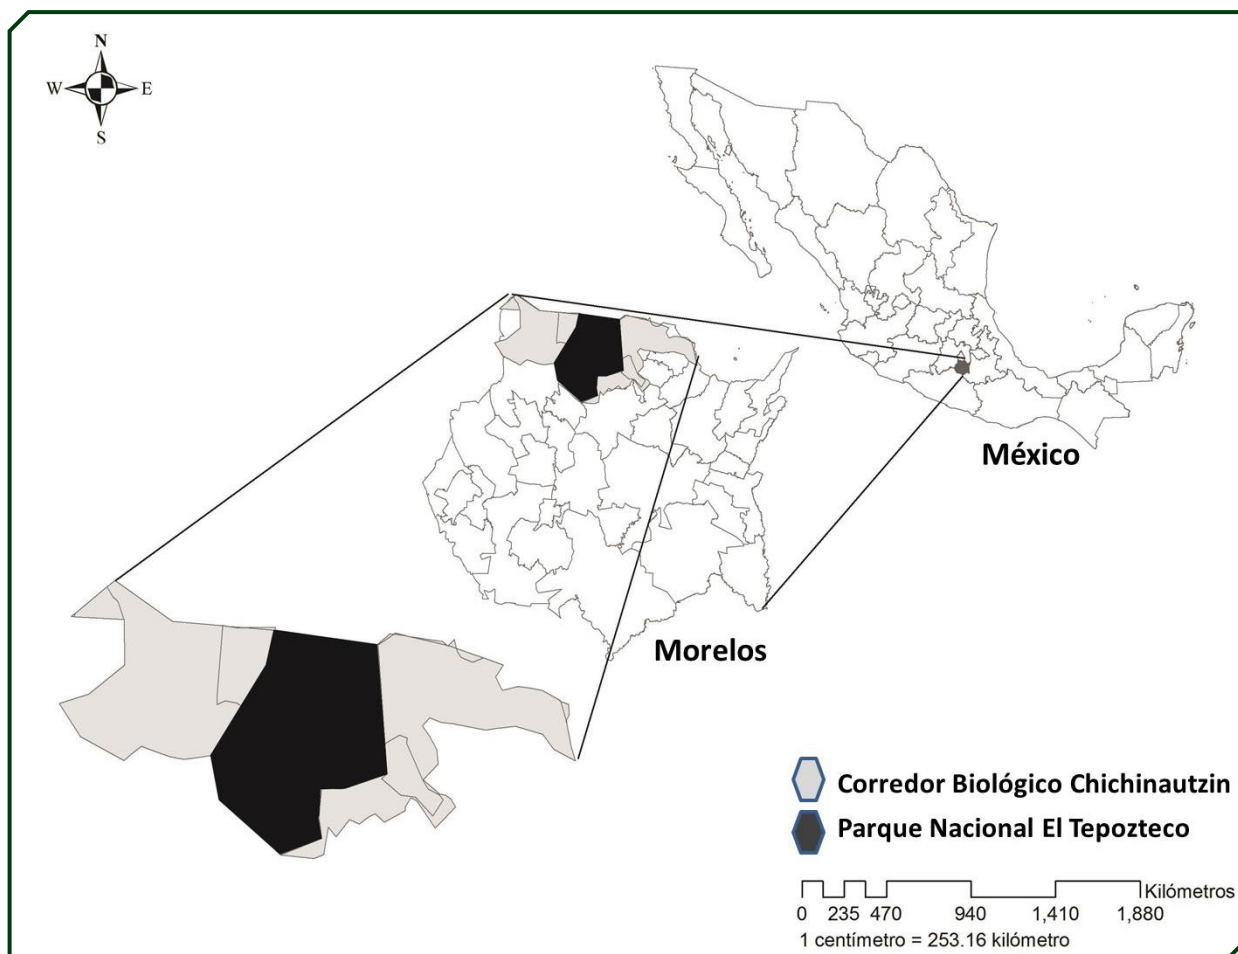 N
W E
S
México
Morelos
Corredor Biológico Chichinautzin
Parque Nacional El Tepozteco
Kilómetros
0 235 470 940 1,410 1,880
1 centímetro = 253.16 kilómetro